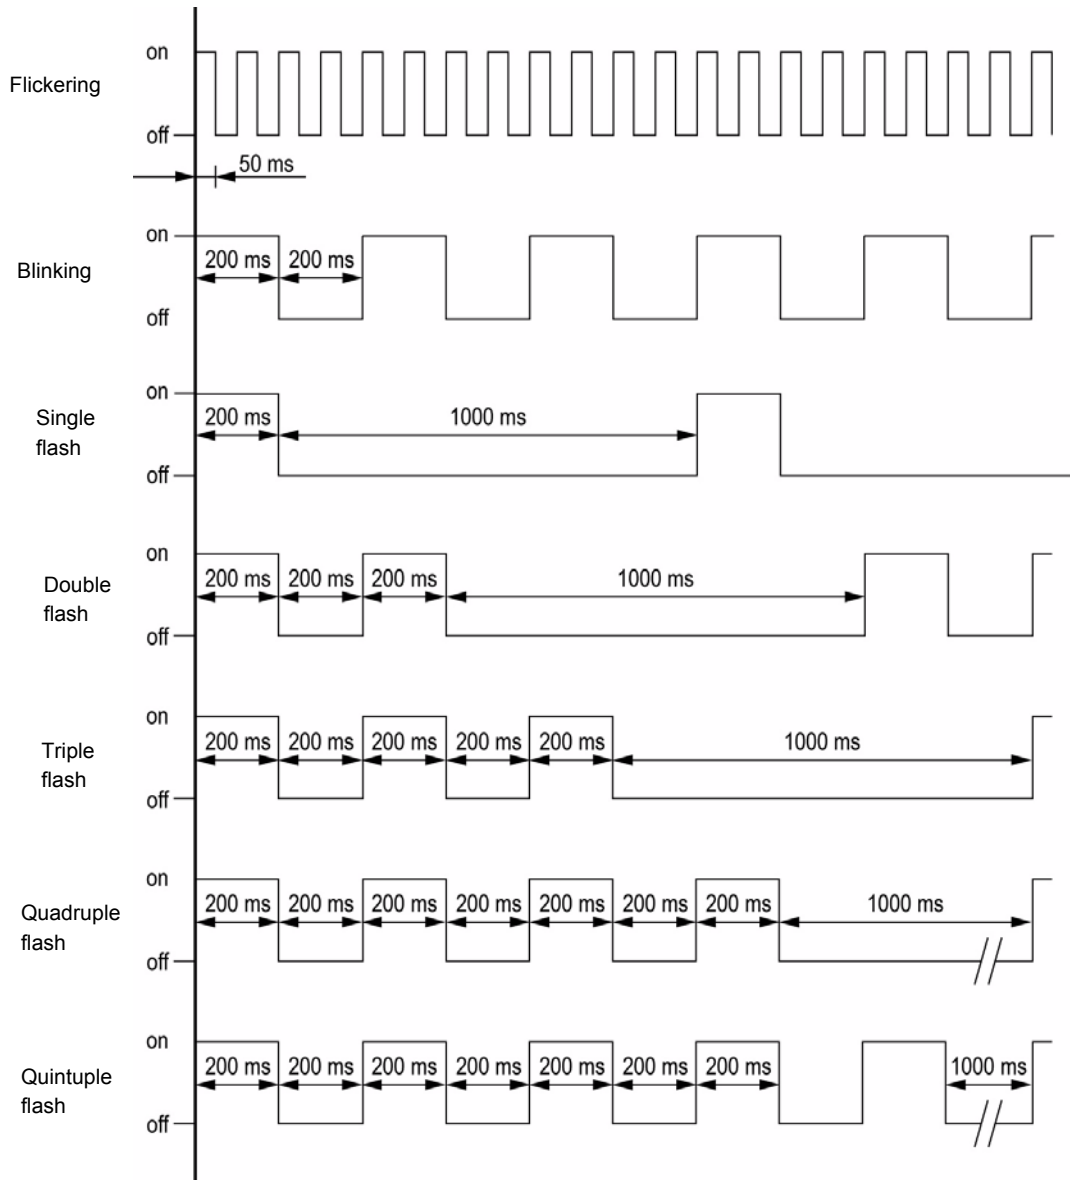 on
Flickering
off
50 ms
on
200 ms 200 ms
Blinking
off
on
Single
flash
200 ms 1000 ms
off
on
Double
flash
200 ms 200 ms 200 ms 1000 ms
off
on
Triple
flash
200 ms 200 ms 200 ms 200 ms 200 ms 1000 ms
off
on
Quadruple
flash
200 ms 200 ms 200 ms 200 ms 200 ms 200 ms 200 ms 1000 ms
off
on
Quintuple
flash
200 ms 200 ms 200 ms 200 ms 200 ms 200 ms 200 ms 1000 ms
off